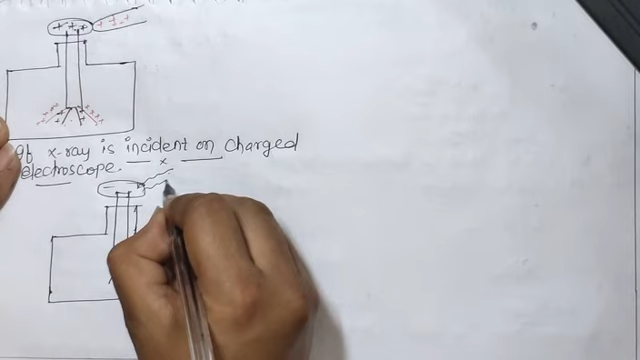 + + +
+ + +
If x-ray is incident on charged
electroscope.
x